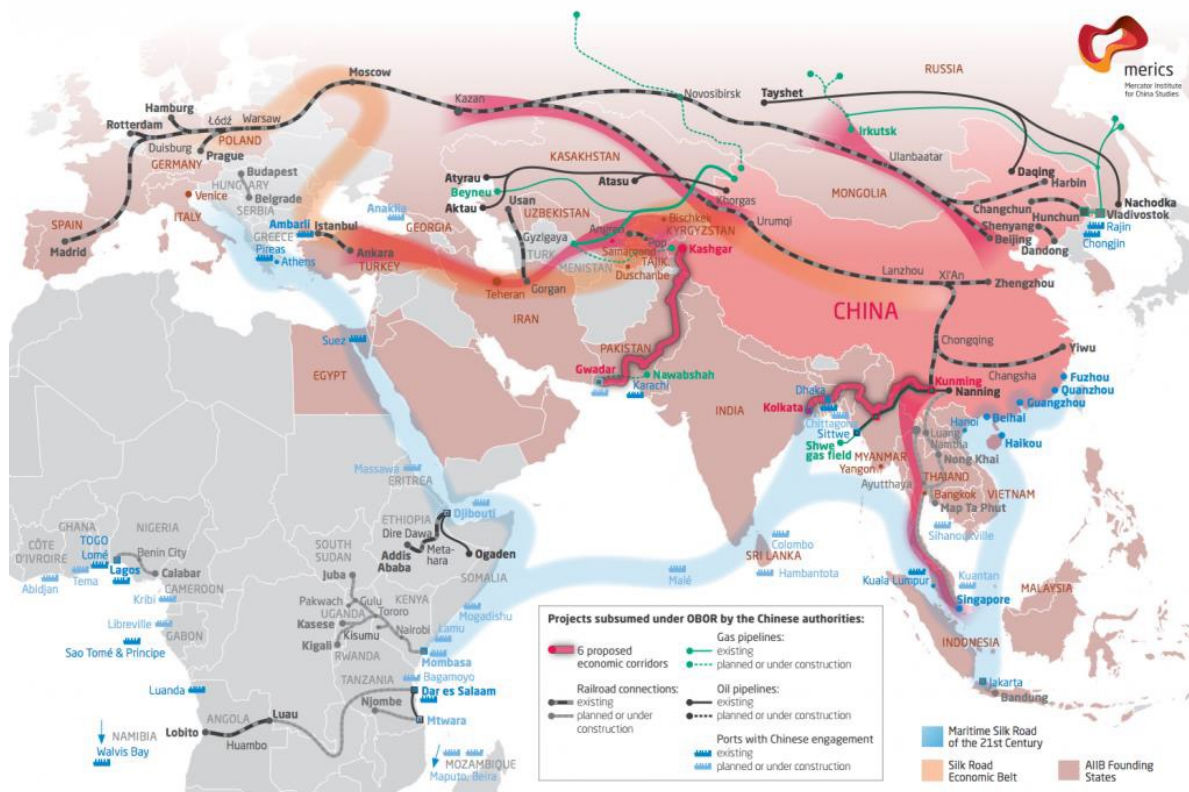 merics
Mercator Institute
for China Studies
RUSSIA
Moscow
Kazan
Novosibirsk
Tayshet
Hamburg
Rotterdam
Łódź
Warsaw
POLAND
Duisburg
Prague
GERMANY
Irkutsk
Ulanbaatar
KASAKHSTAN
MONGOLIA
Daqing
Harbin
Budapest
HUNGARY
Belgrade
SERBIA
Venice
ITALY
SPAIN
Madrid
Atyrau
Beyneu
Aktau
Atasu
Usan
UZBEKISTAN
Khorgas
Urumqi
Changchun
Hunchun
Shenyang
Nachodka
Vladivostok
Rajin
Chongjin
Beijing
Dandong
Anaklia
GEORGIA
Ambarli
Istanbul
GREECE
Pireas
Athens
Ankara
TURKEY
Gyzlgaya
TURK-
MENISTAN
Angren
Pop
Samarqand
TAJIK.
Duschanbe
Bischkek
KYRGYZSTAN
Kashgar
Lanzhou
Xi'An
Zhengzhou
Teheran
Gorgan
IRAN
CHINA
Suez
EGYPT
PAKISTAN
Gwadar
Nawabshah
Karachi
Chongqing
Yiwu
Changsha
INDIA
Dhaka
Kolkata
Chittagong
Sittwe
Shwe
gas field
Kunming
Nanning
Fuzhou
Quanzhou
Guangzhou
Beihai
Hanoi
Haikou
Luang
Namtha
MYANMAR
Yangon
Nong Khai
Ayutthaya
THAILAND
Bangkok
VIETNAM
Map Ta Phut
Sihanoukville
Massawa
ERITREA
Djibouti
ETHIOPIA
Dire Dawa
Addis
Ababa
Meta-
hara
Ogaden
SOMALIA
GHANA
NIGERIA
CÔTE
D'IVOIRE
TOGO
Lomé
Benin City
Lagos
Tema
Calabar
Abidjan
CAMEROON
Kribi
Libreville
GABON
Sao Tomé & Principe
SOUTH
SUDAN
Juba
Pakwach
Gulu
KENYA
UGANDA
Tororo
Kasese
Kisumu
Nairobi
Kigali
RWANDA
Mogadishu
Lamu
Mombasa
Bagamoyo
TANZANIA
Dar es Salaam
Njombe
Mtwara
Luanda
ANGOLA
Luau
Lobito
Huambo
NAMIBIA
Walvis Bay
MOZAMBIQUE
Maputo, Beira
SRI LANKA
Colombo
Hambantota
Malé
Kuala Lumpur
Kuantan
Singapore
MALAYSIA
INDONESIA
Jakarta
Bandung
Projects subsumed under OBOR by the Chinese authorities:
6 proposed
economic corridors
Gas pipelines:
existing
planned or under construction
Railroad connections:
existing
planned or under
construction
Oil pipelines:
existing
planned or under construction
Ports with Chinese engagement
existing
planned or under construction
Maritime Silk Road
of the 21st Century
Silk Road
Economic Belt
AIIB Founding
States